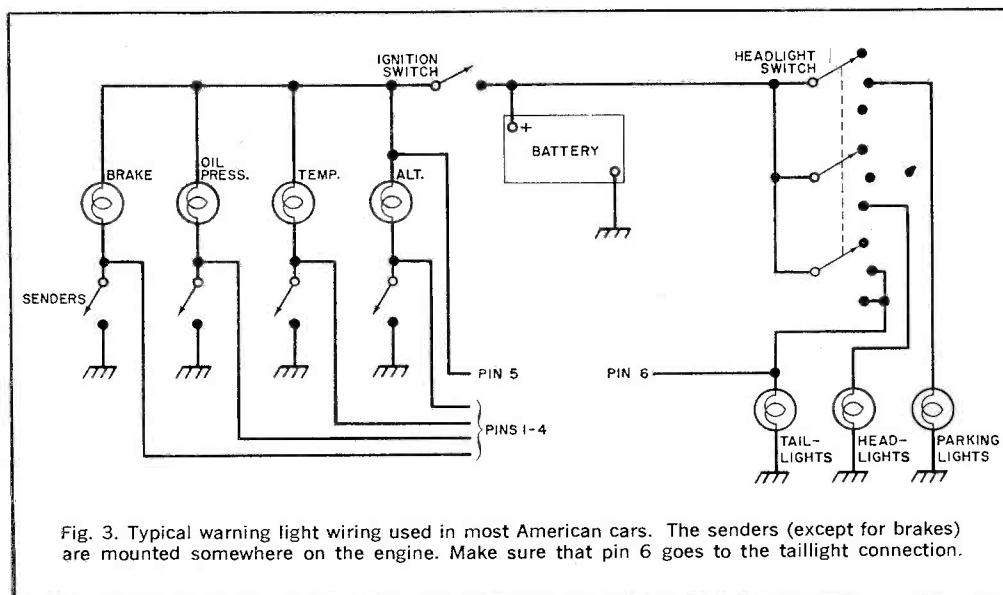 IGNITION
SWITCH
HEADLIGHT
SWITCH
+
BATTERY
BRAKE
OIL
PRESS.
TEMP.
ALT.
SENDERS
PIN 5
PIN 6
PINS 1-4
TAIL-
LIGHTS
HEAD-
LIGHTS
PARKING
LIGHTS
Fig. 3. Typical warning light wiring used in most American cars. The senders (except for brakes)
are mounted somewhere on the engine. Make sure that pin 6 goes to the taillight connection.